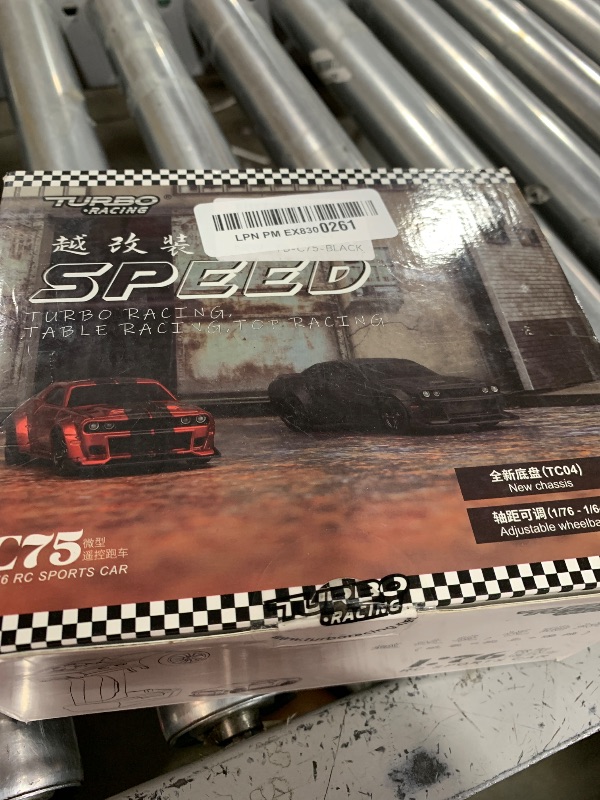 TURBO
RACING
LPN PM EX8300261
C75-BLACK
越改装
SPEED
TURBO RACING,
TABLE RACING, TOP RACING
全新底盘(TC04)
New chassis
轴距可调(1/76 - 1/6
Adjustable wheelba
C75 微型
遥控跑车
6 RC SPORTS CAR
TURBO
RACING